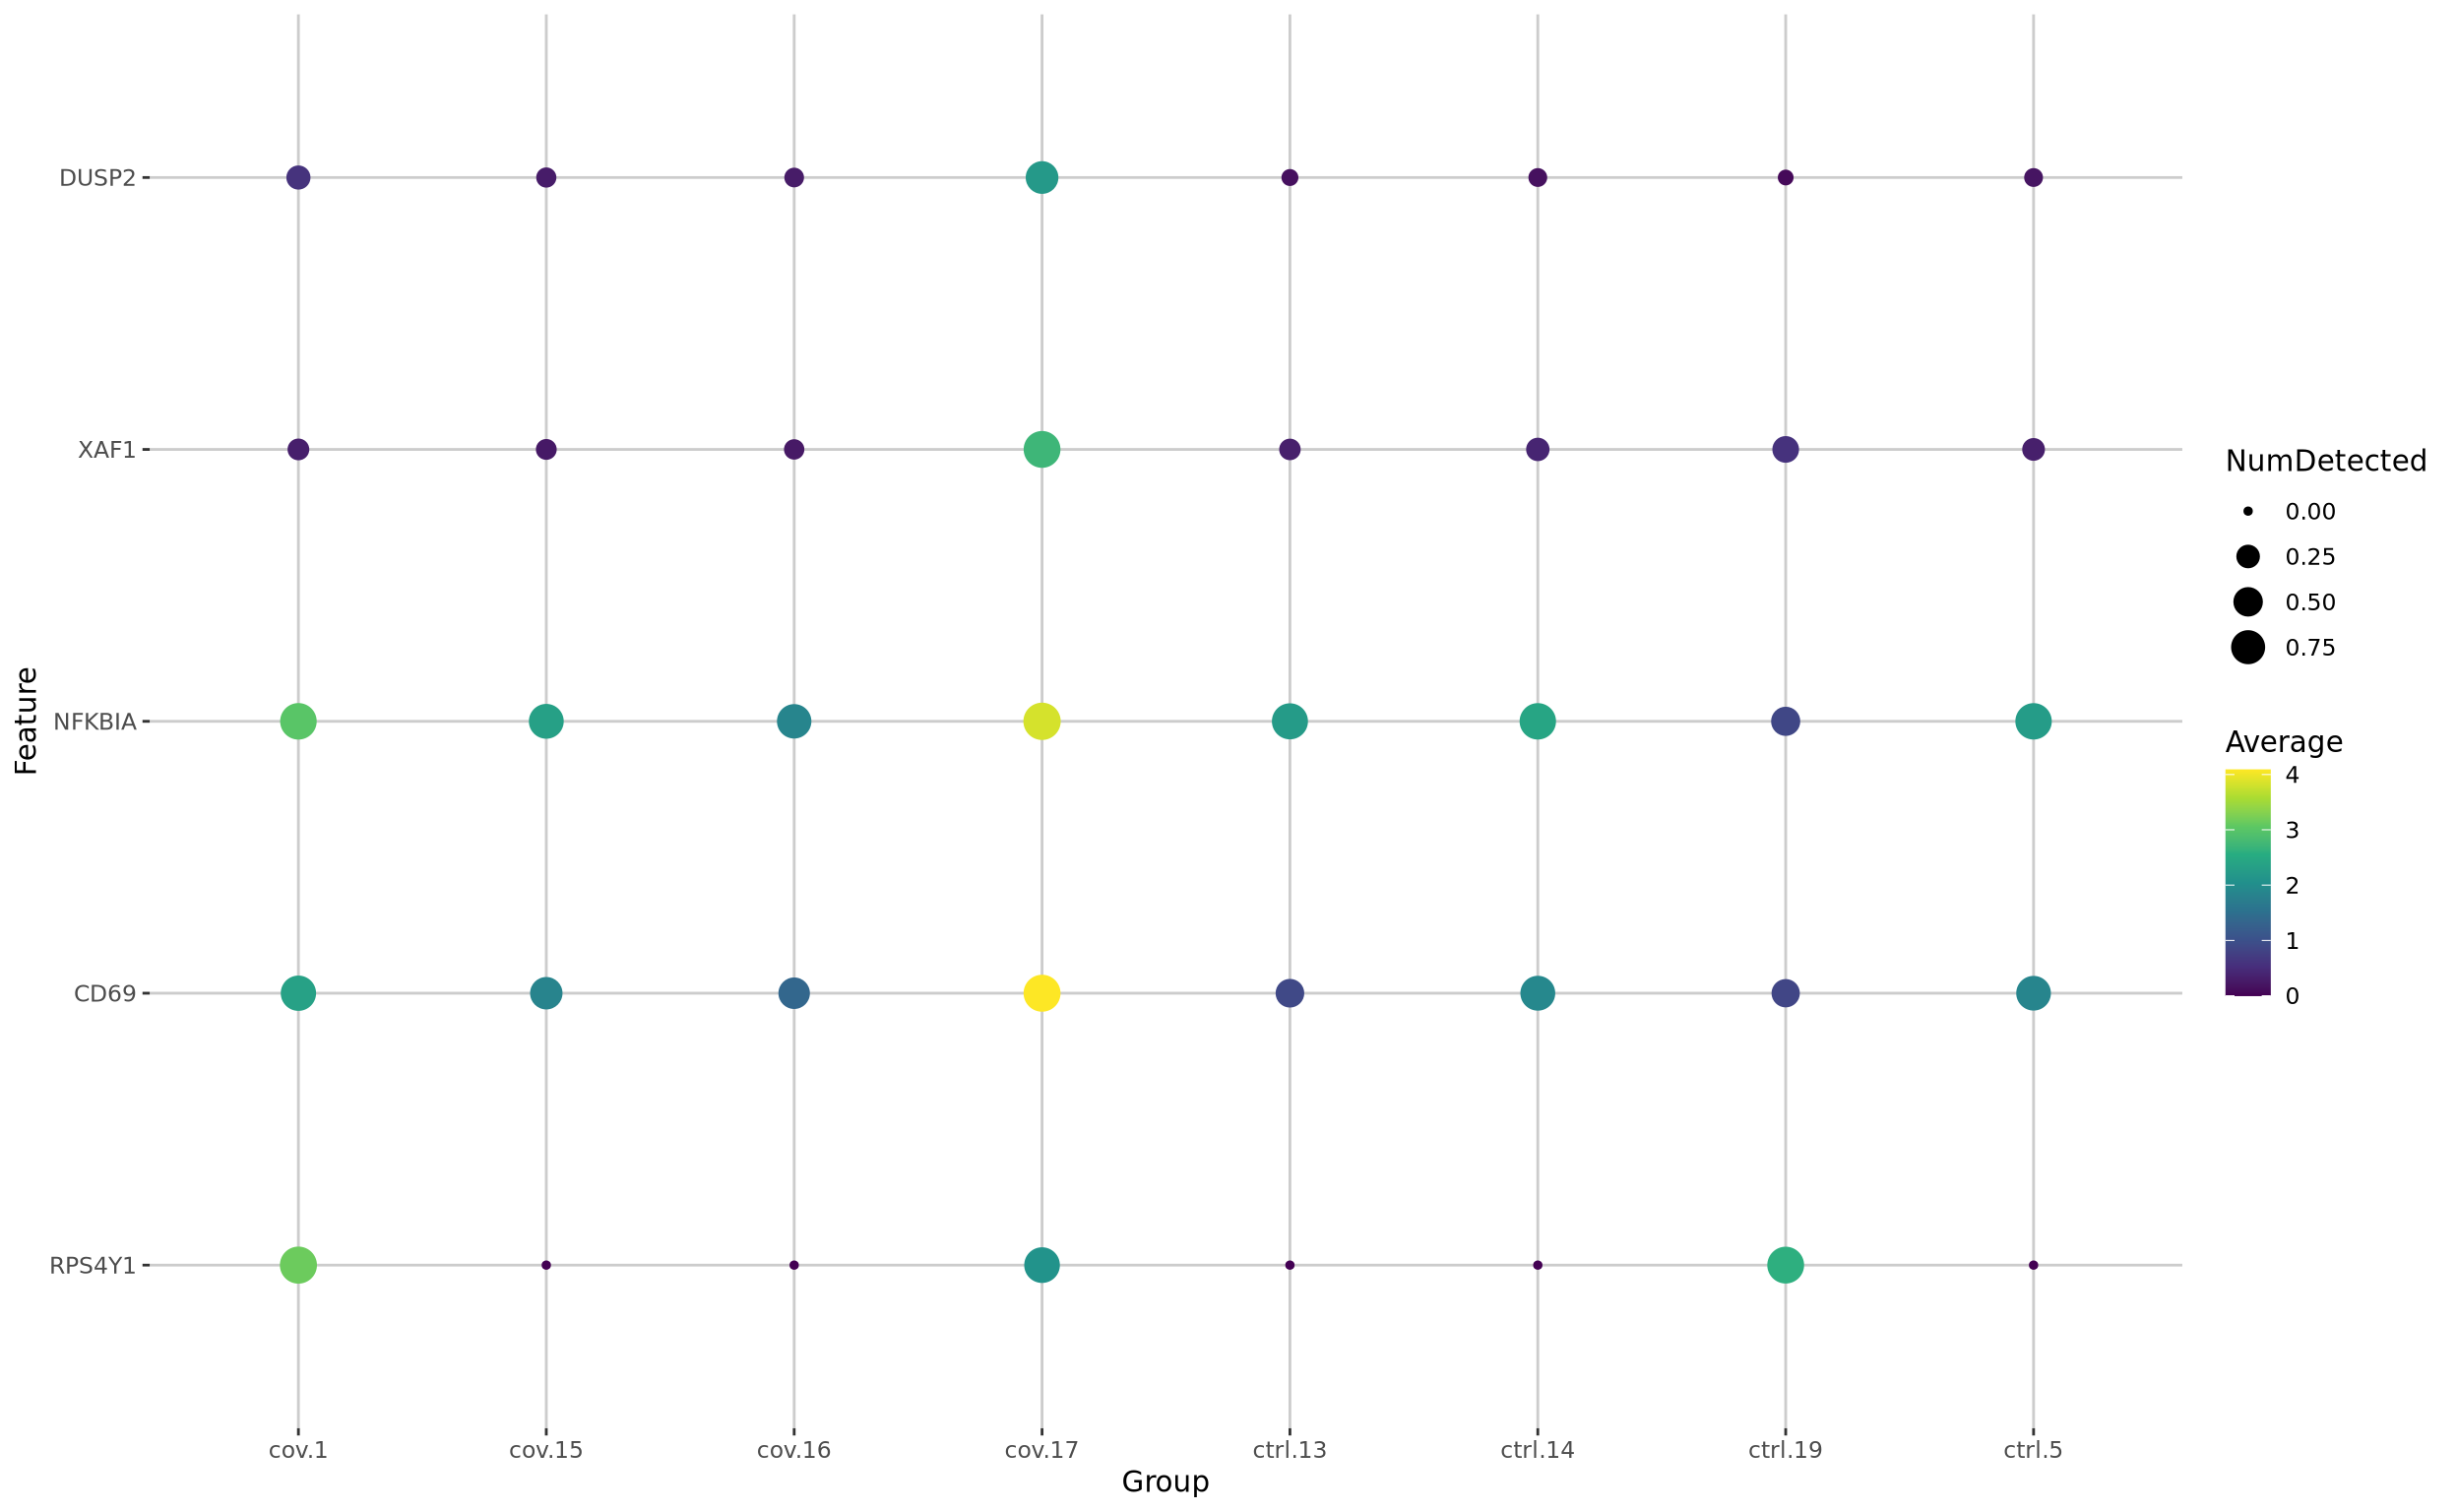 DUSP2
XAF1
NFKBIA
CD69
RPS4Y1
Feature
cov.1 cov.15 cov.16 cov.17 ctrl.13 ctrl.14 ctrl.19 ctrl.5
Group
NumDetected
0.00
0.25
0.50
0.75
Average
4
3
2
1
0